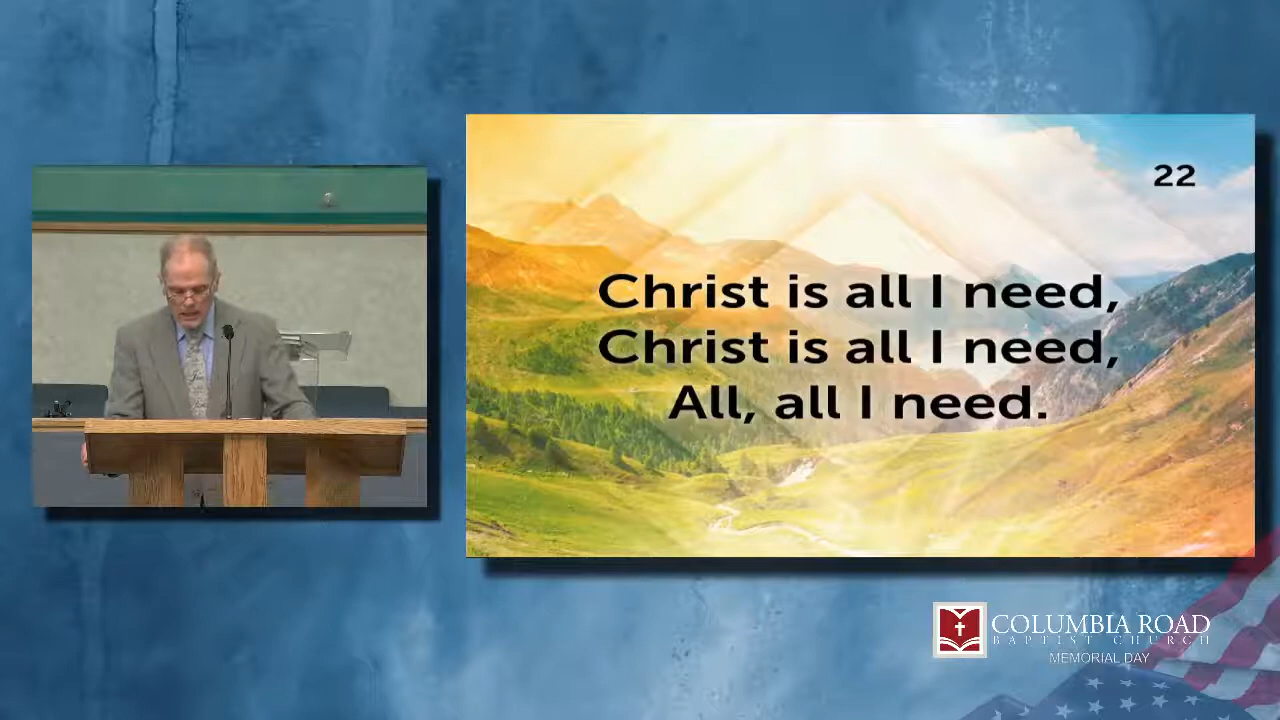 22
Christ is all I need,
Christ is all I need,
All, all I need.
COLUMBIA ROAD
BAPTIST CHURCH
MEMORIAL DAY